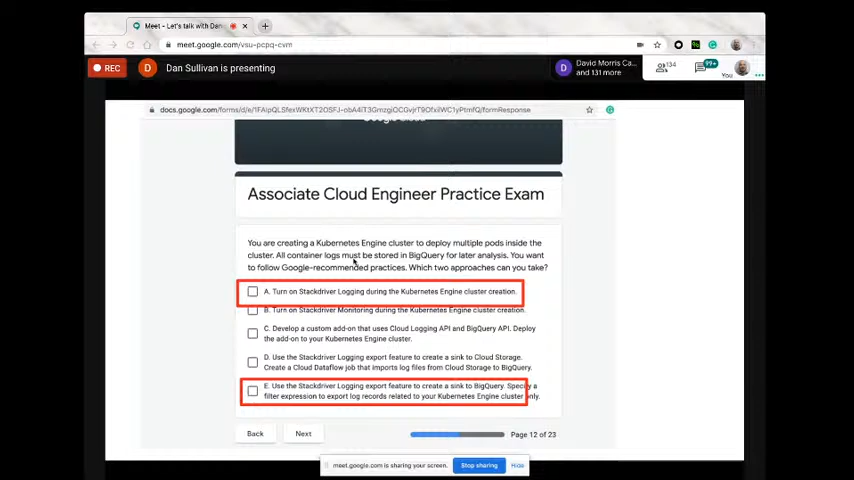 Meet - Let's talk with Dan
meet.google.com/vsu-pcpq-cvm
REC
D
Dan Sullivan is presenting
D
David Morris Ca...
and 131 more
134
99+
You
docs.google.com/forms/d/e/
/formResponse
Associate Cloud Engineer Practice Exam
You are creating a Kubernetes Engine cluster to deploy multiple pods inside the
cluster. All container logs must be stored in BigQuery for later analysis. You want
to follow Google-recommended practices. Which two approaches can you take?
A. Turn on Stackdriver Logging during the Kubernetes Engine cluster creation.
B. Turn on Stackdriver Monitoring during the Kubernetes Engine cluster creation.
C. Develop a custom add-on that uses Cloud Logging API and BigQuery API. Deploy
the add-on to your Kubernetes Engine cluster.
D. Use the Stackdriver Logging export feature to create a sink to Cloud Storage.
Create a Cloud Dataflow job that imports log files from Cloud Storage to BigQuery.
E. Use the Stackdriver Logging export feature to create a sink to BigQuery. Specify a
filter expression to export log records related to your Kubernetes Engine cluster only.
Back
Next
Page 12 of 23
meet.google.com is sharing your screen.
Stop sharing
Hide